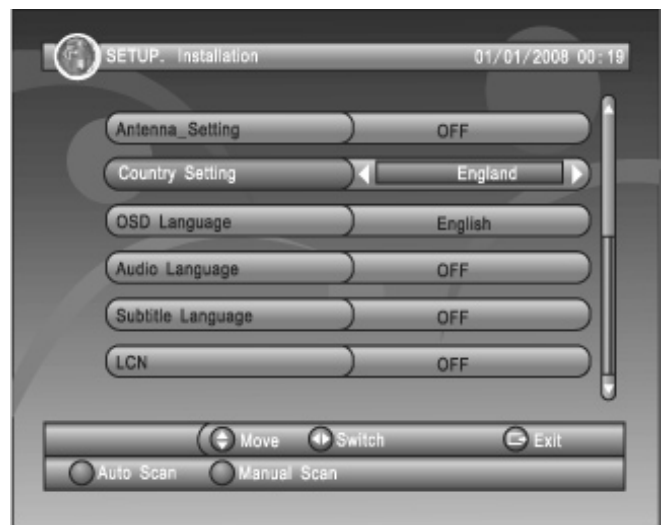 SETUP. Installation 01/01/2008 00:19
Antenna_Setting OFF
Country Setting England
OSD Language English
Audio Language OFF
Subtitle Language OFF
LCN OFF
Move Switch Exit
Auto Scan Manual Scan